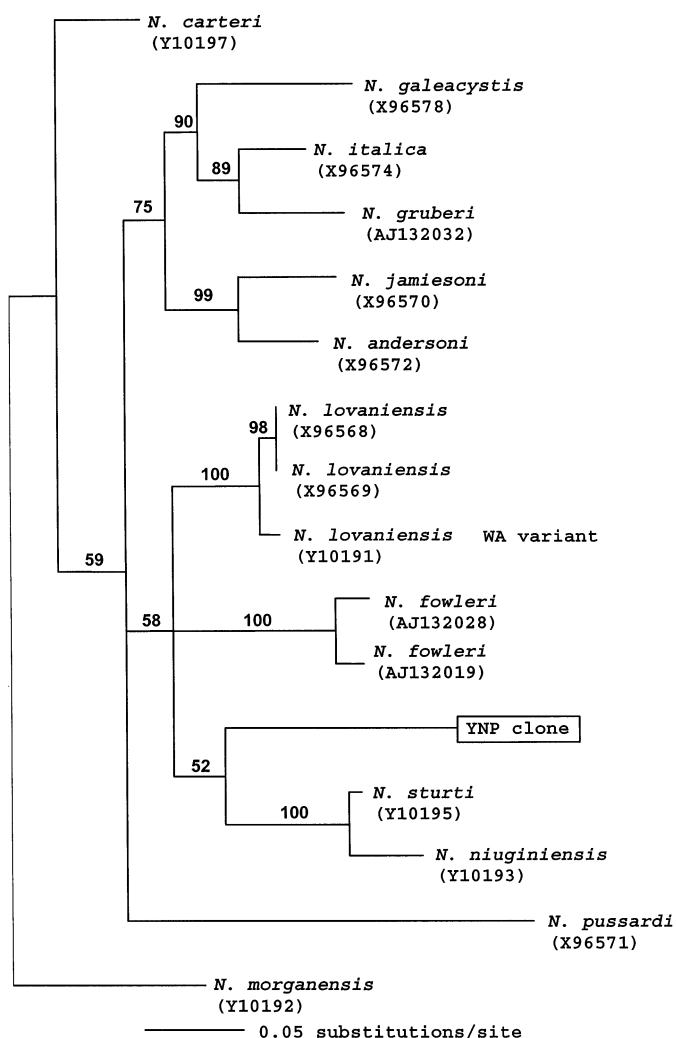 N. carteri
(Y10197)
N. galeacystis
(X96578)
90
N. italica
(X96574)
89
N. gruberi
(AJ132032)
75
N. jamiesoni
(X96570)
99
N. andersoni
(X96572)
N. lovaniensis
(X96568)
98
N. lovaniensis
(X96569)
100
N. lovaniensis WA variant
(Y10191)
59
N. fowleri
(AJ132028)
58
100
N. fowleri
(AJ132019)
YNP clone
52
N. sturti
(Y10195)
100
N. niuginiensis
(Y10193)
N. pussardi
(X96571)
N. morganensis
(Y10192)
0.05 substitutions/site